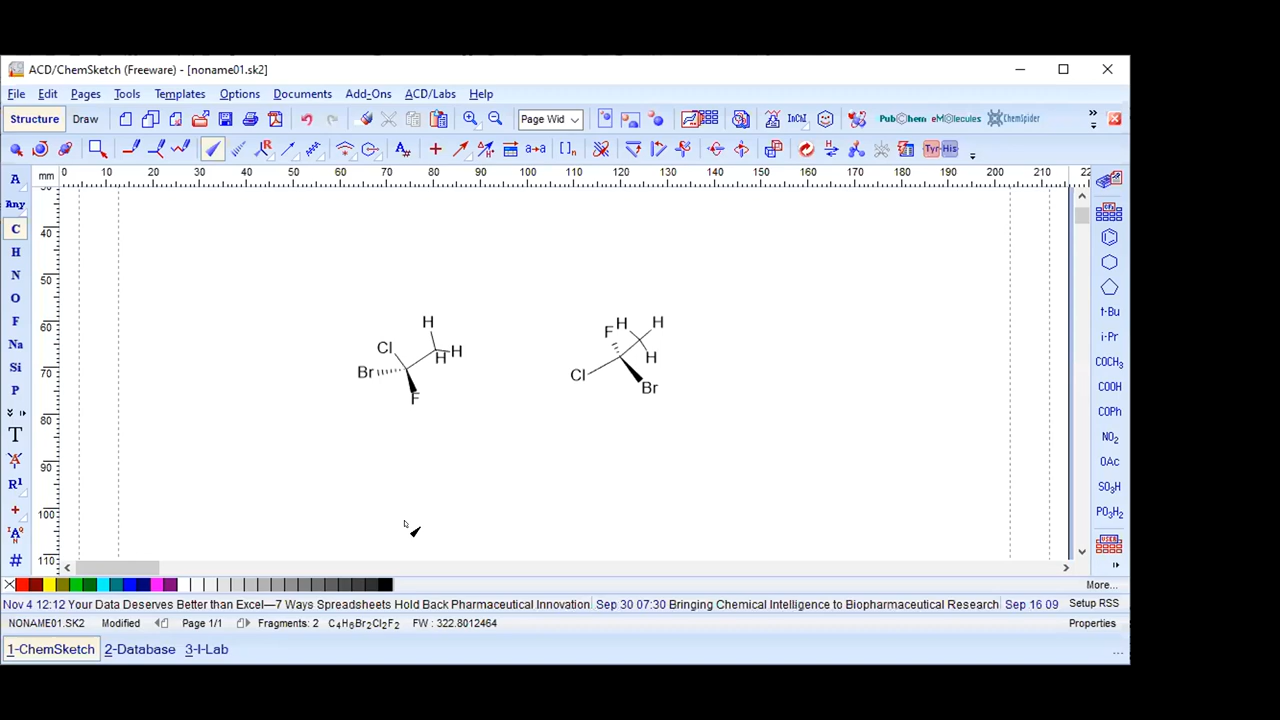 ACD/ChemSketch (Freeware) - [noname01.sk2]
File Edit Pages Tools Templates Options Documents Add-Ons ACD/Labs Help
Structure Draw Page Wid InChI PubChem eMolecules ChemSpider
a→a [ ]n Tyr His
mm 0 10 20 30 40 50 60 70 80 90 100 110 120 130 140 150 160 170 180 190 200 210 22
A
Any
C
H
N
O
F
Na
Si
P
T
A
R1
+
A
#
40
50
60
70
80
90
100
110
H
Cl H
Br H
F
H H
F
H
Cl
Br
t-Bu
i-Pr
COCH3
COOH
COPh
NO2
OAc
SO3H
PO3H2
More...
Nov 4 12:12 Your Data Deserves Better than Excel—7 Ways Spreadsheets Hold Back Pharmaceutical Innovation Sep 30 07:30 Bringing Chemical Intelligence to Biopharmaceutical Research Sep 16 09 Setup RSS
NONAME01.SK2 Modified Page 1/1 Fragments: 2 C4H6Br2Cl2F2 FW : 322.8012464 Properties
1-ChemSketch 2-Database 3-I-Lab ...